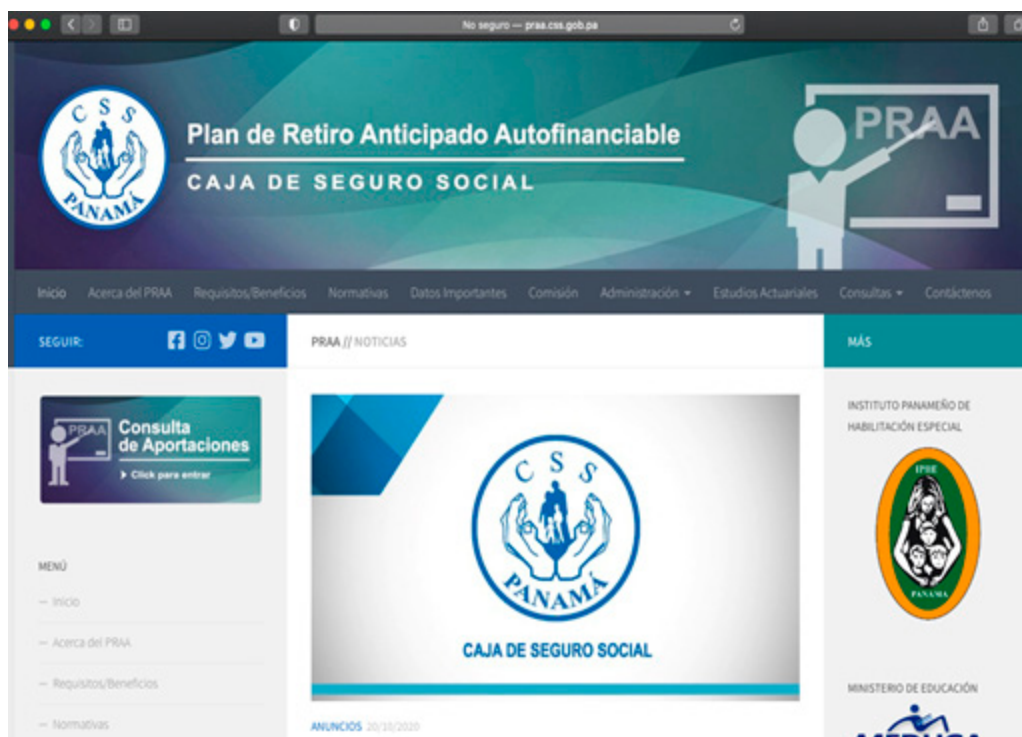 No seguro — praa.css.gob.pa
CSS
PANAMÁ
Plan de Retiro Anticipado Autofinanciable
CAJA DE SEGURO SOCIAL
PRAA
Inicio Acerca del PRAA Requisitos/Beneficios Normativas Datos Importantes Comisión Administración Estudios Actuariales Consultas Contáctenos
SEGUIR:
PRAA // NOTICIAS
MÁS
PRAA
Consulta
de Aportaciones
Click para entrar
MENÚ
— Inicio
— Acerca del PRAA
— Requisitos/Beneficios
— Normativas
CSS
PANAMÁ
CAJA DE SEGURO SOCIAL
ANUNCIOS 20/10/2020
INSTITUTO PANAMEÑO DE
HABILITACIÓN ESPECIAL
IPHE
PANAMA
MINISTERIO DE EDUCACIÓN
MEDUCA